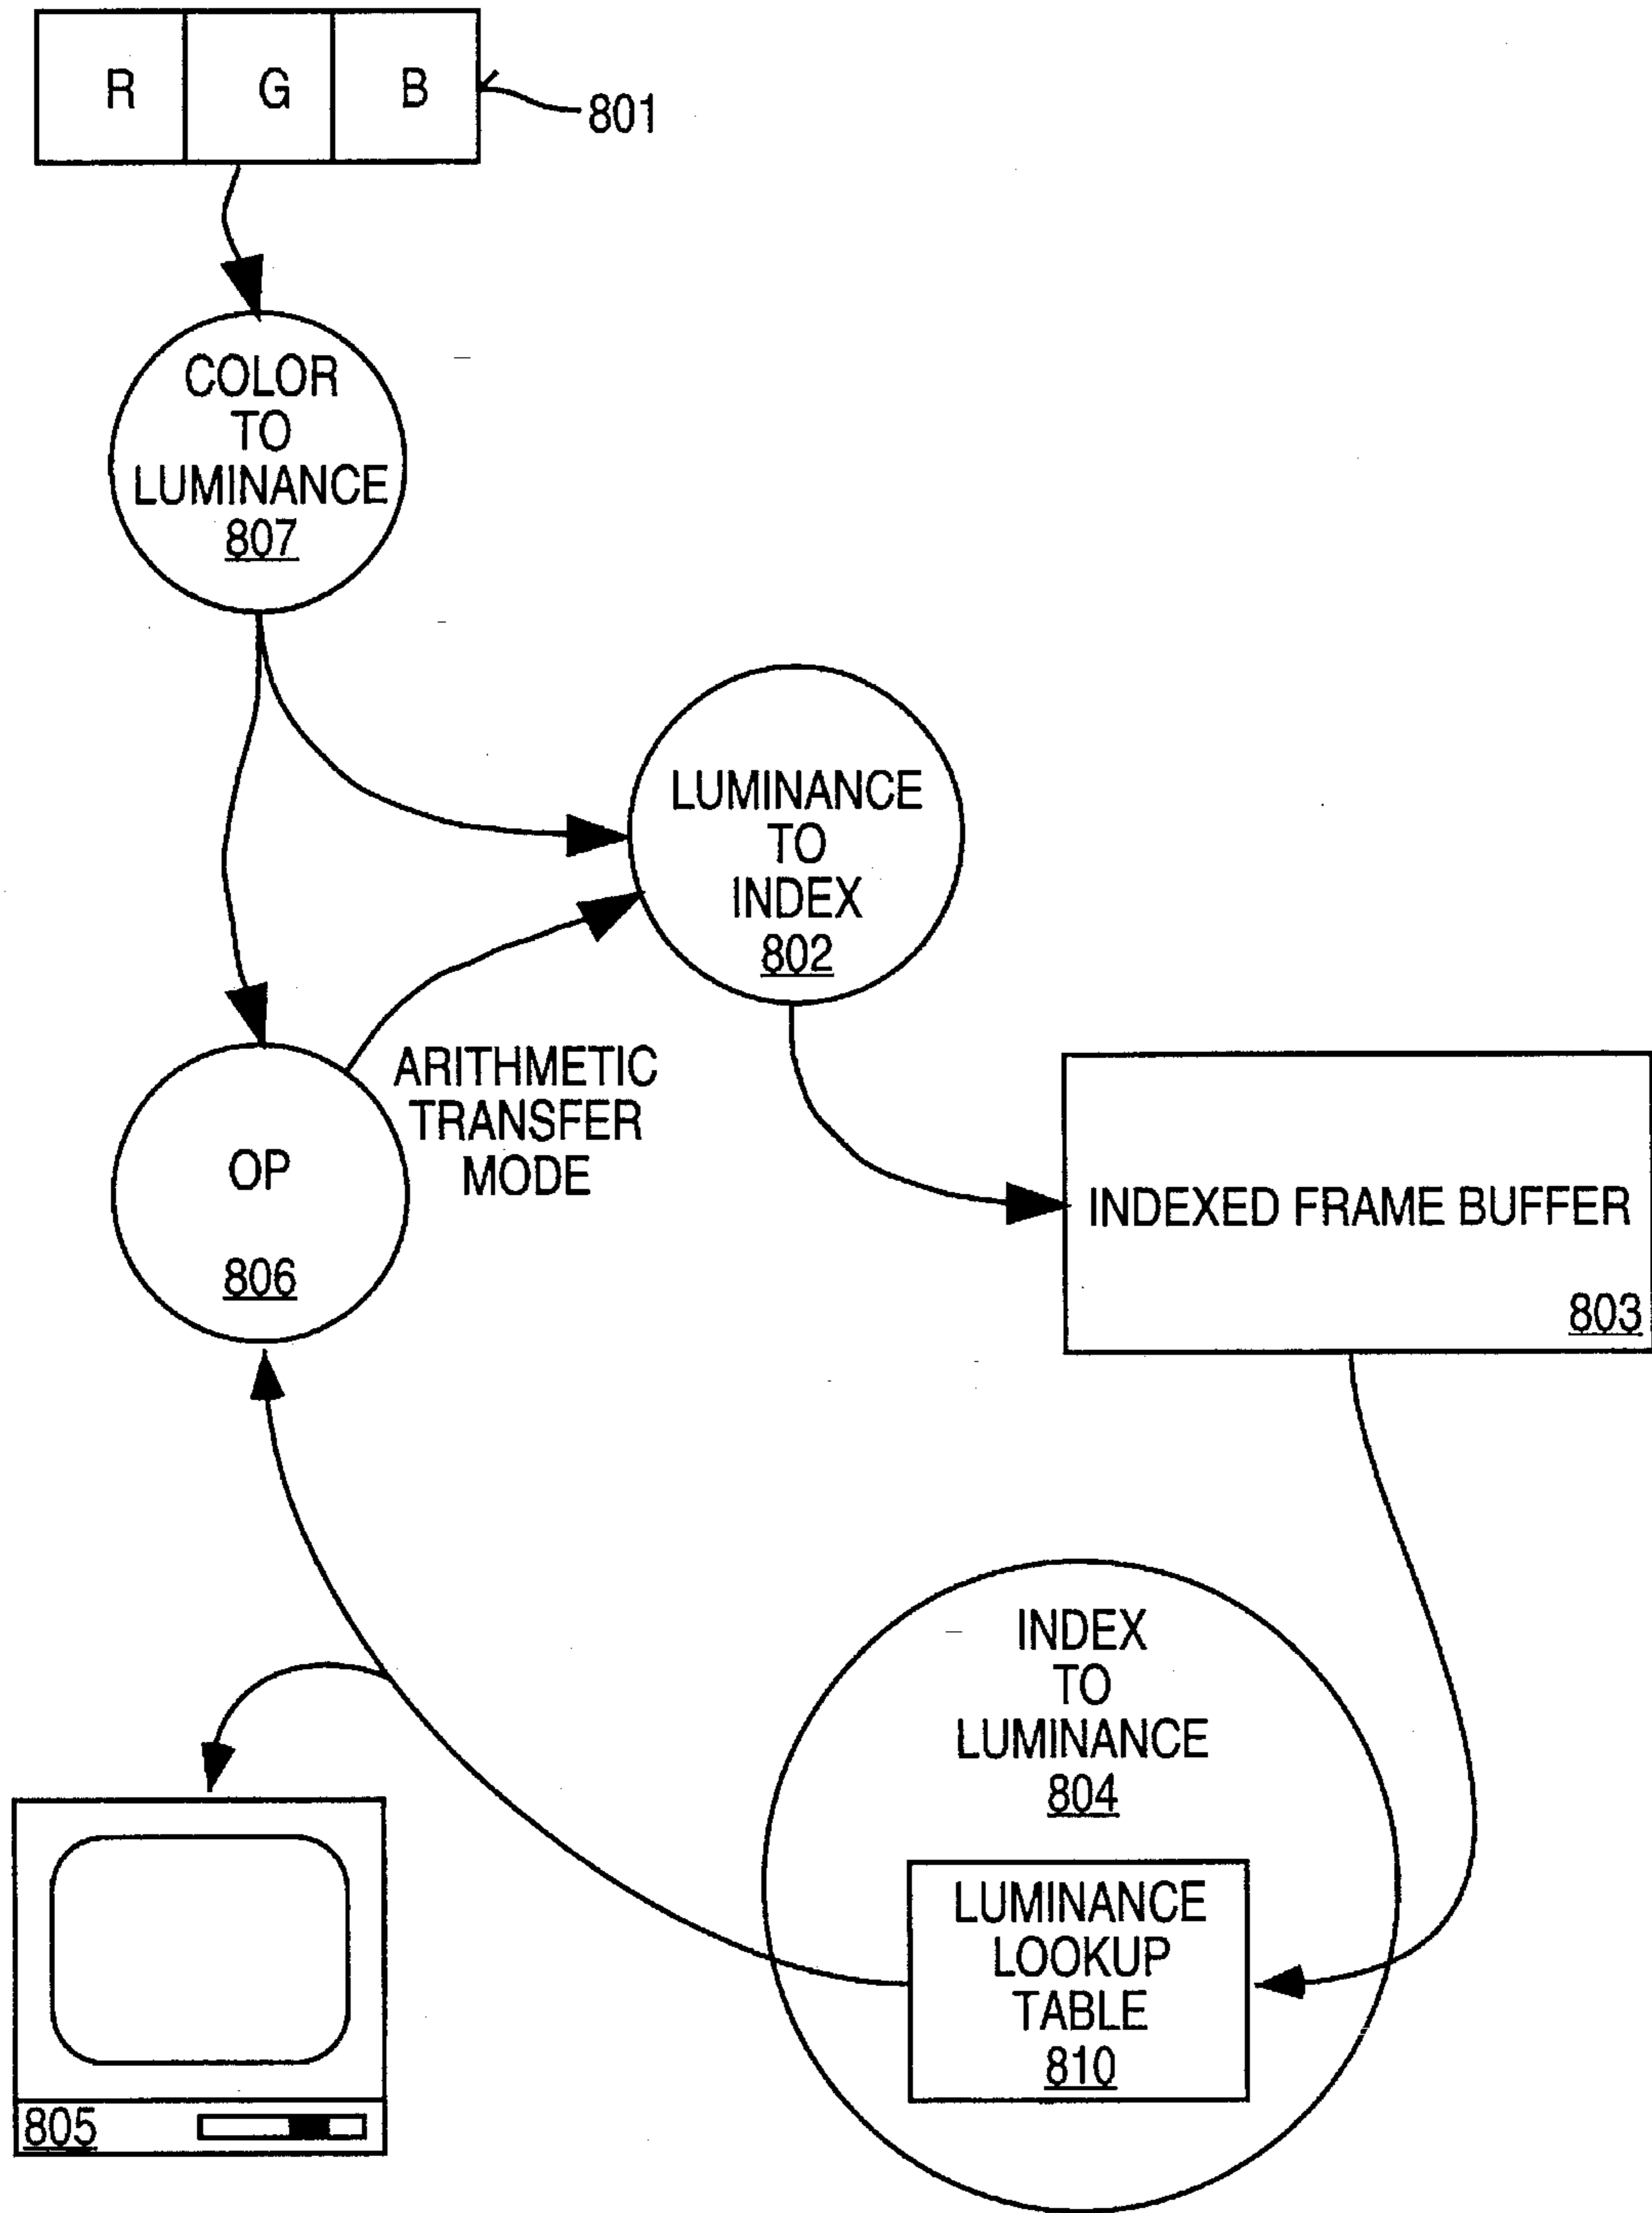 R G B
801
COLOR
TO
LUMINANCE
807
LUMINANCE
TO
INDEX
802
ARITHMETIC
TRANSFER
MODE
OP
806
INDEXED FRAME BUFFER
803
INDEX
TO
LUMINANCE
804
LUMINANCE
LOOKUP
TABLE
810
805